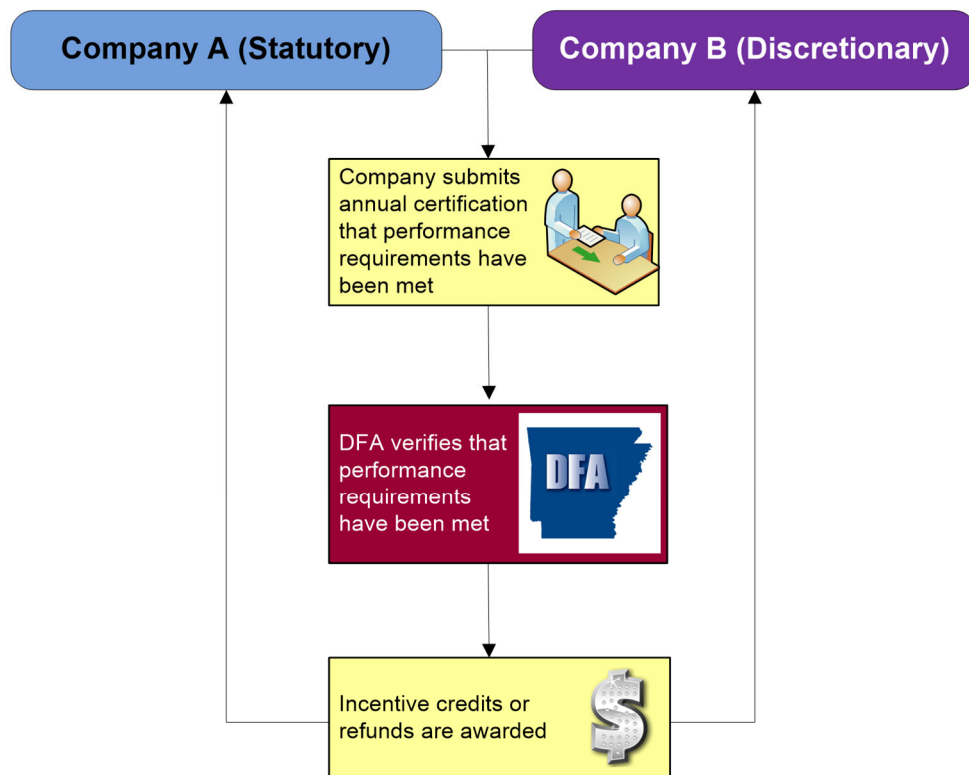 Company A (Statutory)
Company B (Discretionary)
Company submits
annual certification
that performance
requirements have
been met
DFA verifies that
performance
requirements
have been met
DFA
Incentive credits or
refunds are awarded
$